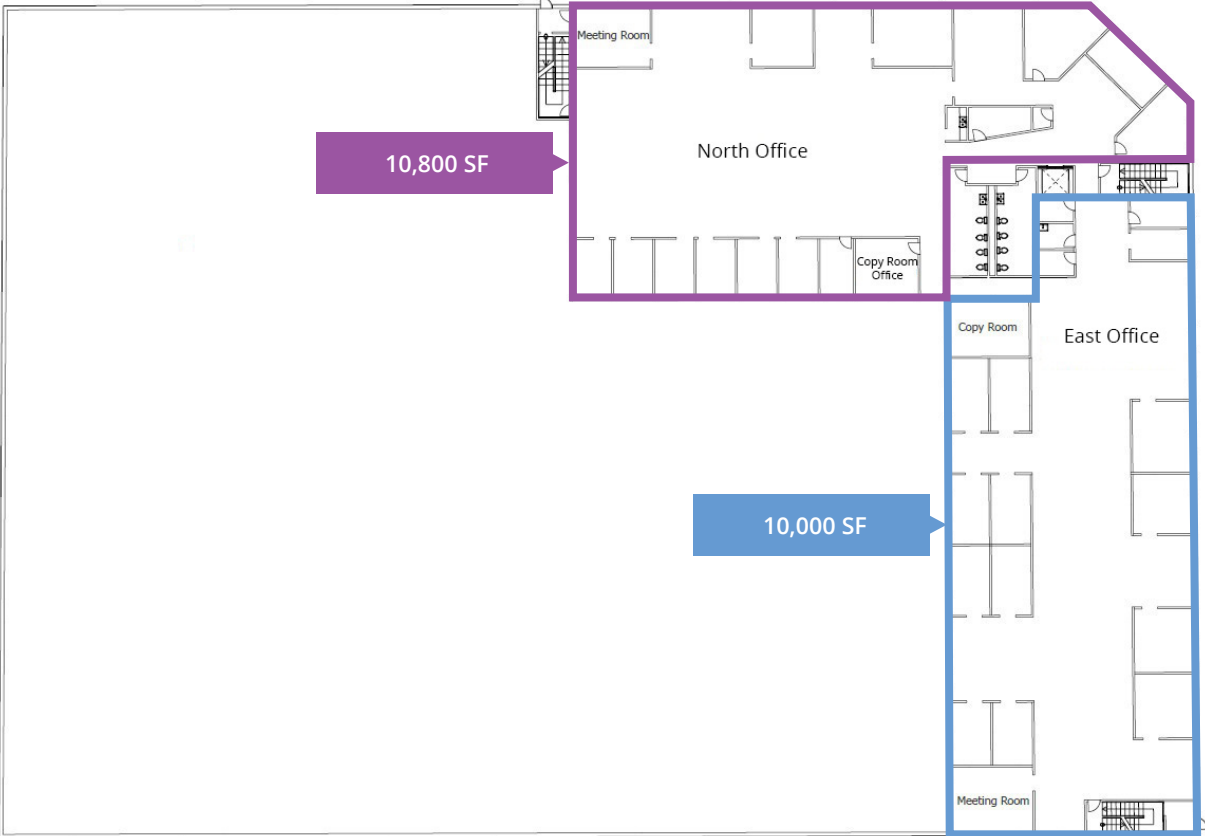 Meeting Room
10,800 SF
North Office
Copy Room
Office
Copy Room
East Office
10,000 SF
Meeting Room